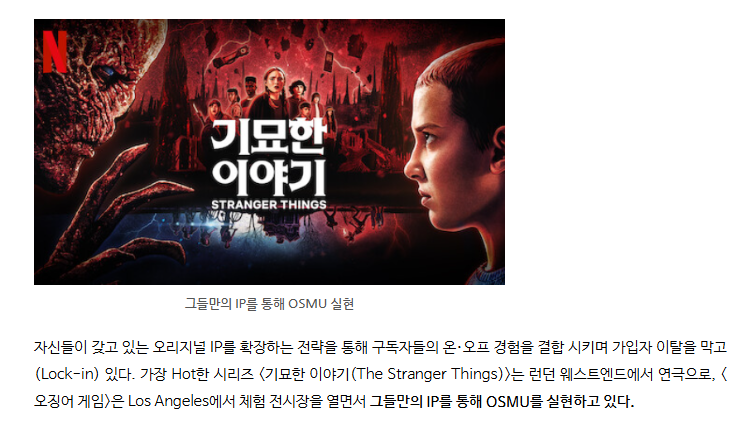 N
기묘한
이야기
STRANGER THINGS
그들만의 IP를 통해 OSMU 실현
자신들이 갖고 있는 오리지널 IP를 확장하는 전략을 통해 구독자들의 온·오프 경험을 결합 시키며 가입자 이탈을 막고
(Lock-in) 있다. 가장 Hot한 시리즈 <기묘한 이야기(The Stranger Things)>는 런던 웨스트엔드에서 연극으로, <
오징어 게임>은 Los Angeles에서 체험 전시장을 열면서 그들만의 IP를 통해 OSMU를 실현하고 있다.